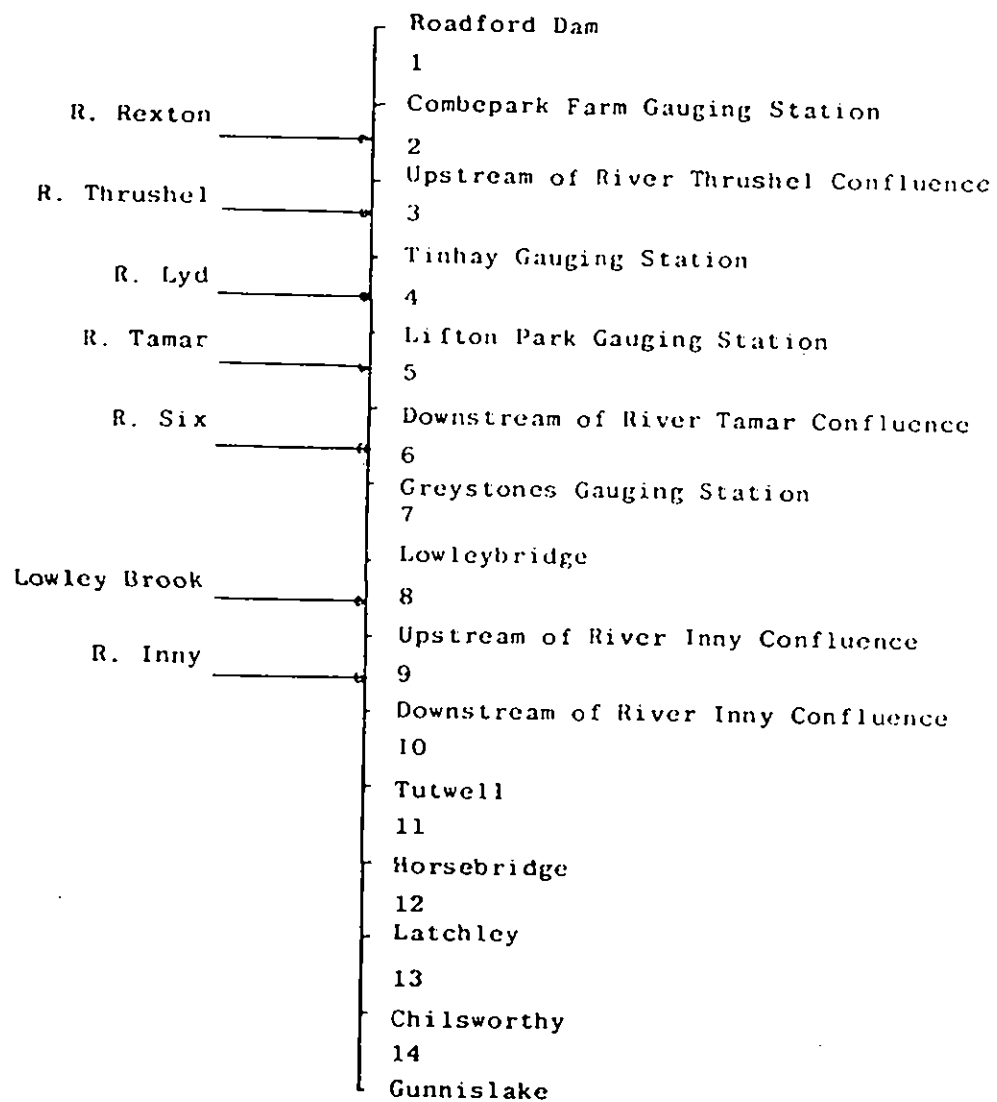 Roadford Dam
1
Combepark Farm Gauging Station
R. Rexton
2
Upstream of River Thrushel Confluence
R. Thrushel
3
Tinhay Gauging Station
R. Lyd
4
Lifton Park Gauging Station
R. Tamar
5
Downstream of River Tamar Confluence
R. Six
6
Greystones Gauging Station
7
Lowleybridge
Lowley Brook
8
Upstream of River Inny Confluence
R. Inny
9
Downstream of River Inny Confluence
10
Tutwell
11
Horsebridge
12
Latchley
13
Chilsworthy
14
Gunnislake